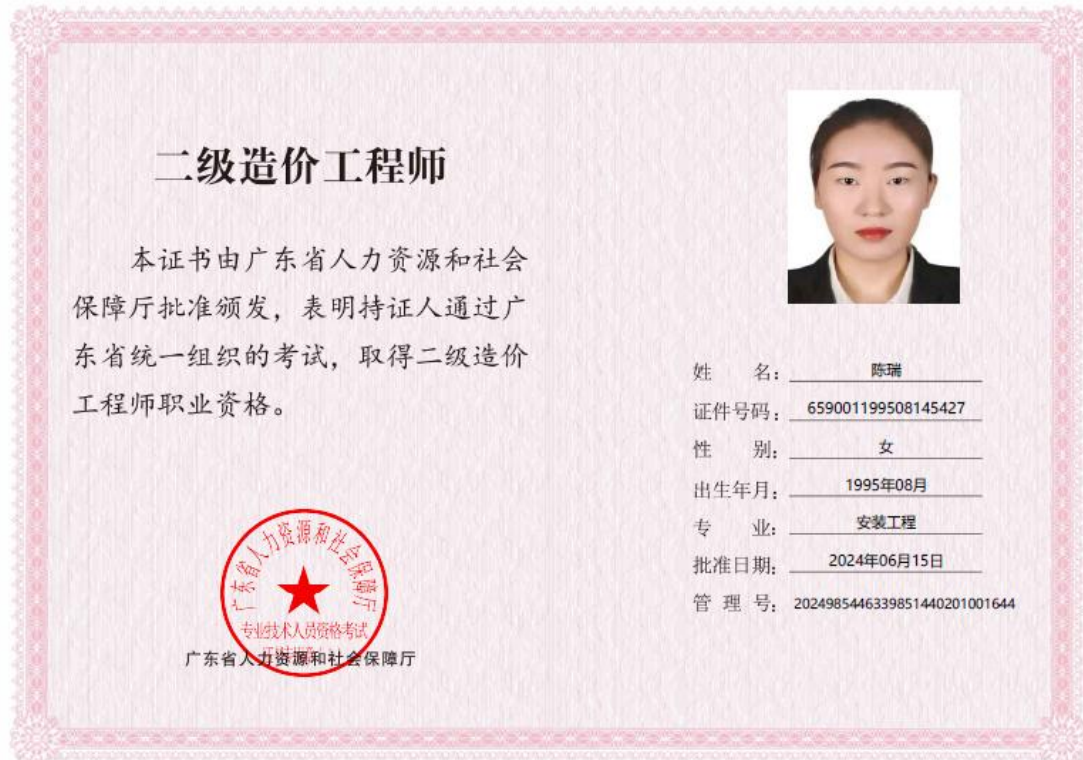 二级造价工程师
本证书由广东省人力资源和社会
保障厅批准颁发，表明持证人通过广
东省统一组织的考试，取得二级造价
工程师职业资格。
广东省人力资源和社会保障厅
专业技术人员资格考试
广东省人力资源和社会保障厅
姓 名：陈瑞
证件号码：659001199508145427
性 别：女
出生年月：1995年08月
专 业：安装工程
批准日期：2024年06月15日
管 理 号：2024985446339851440201001644